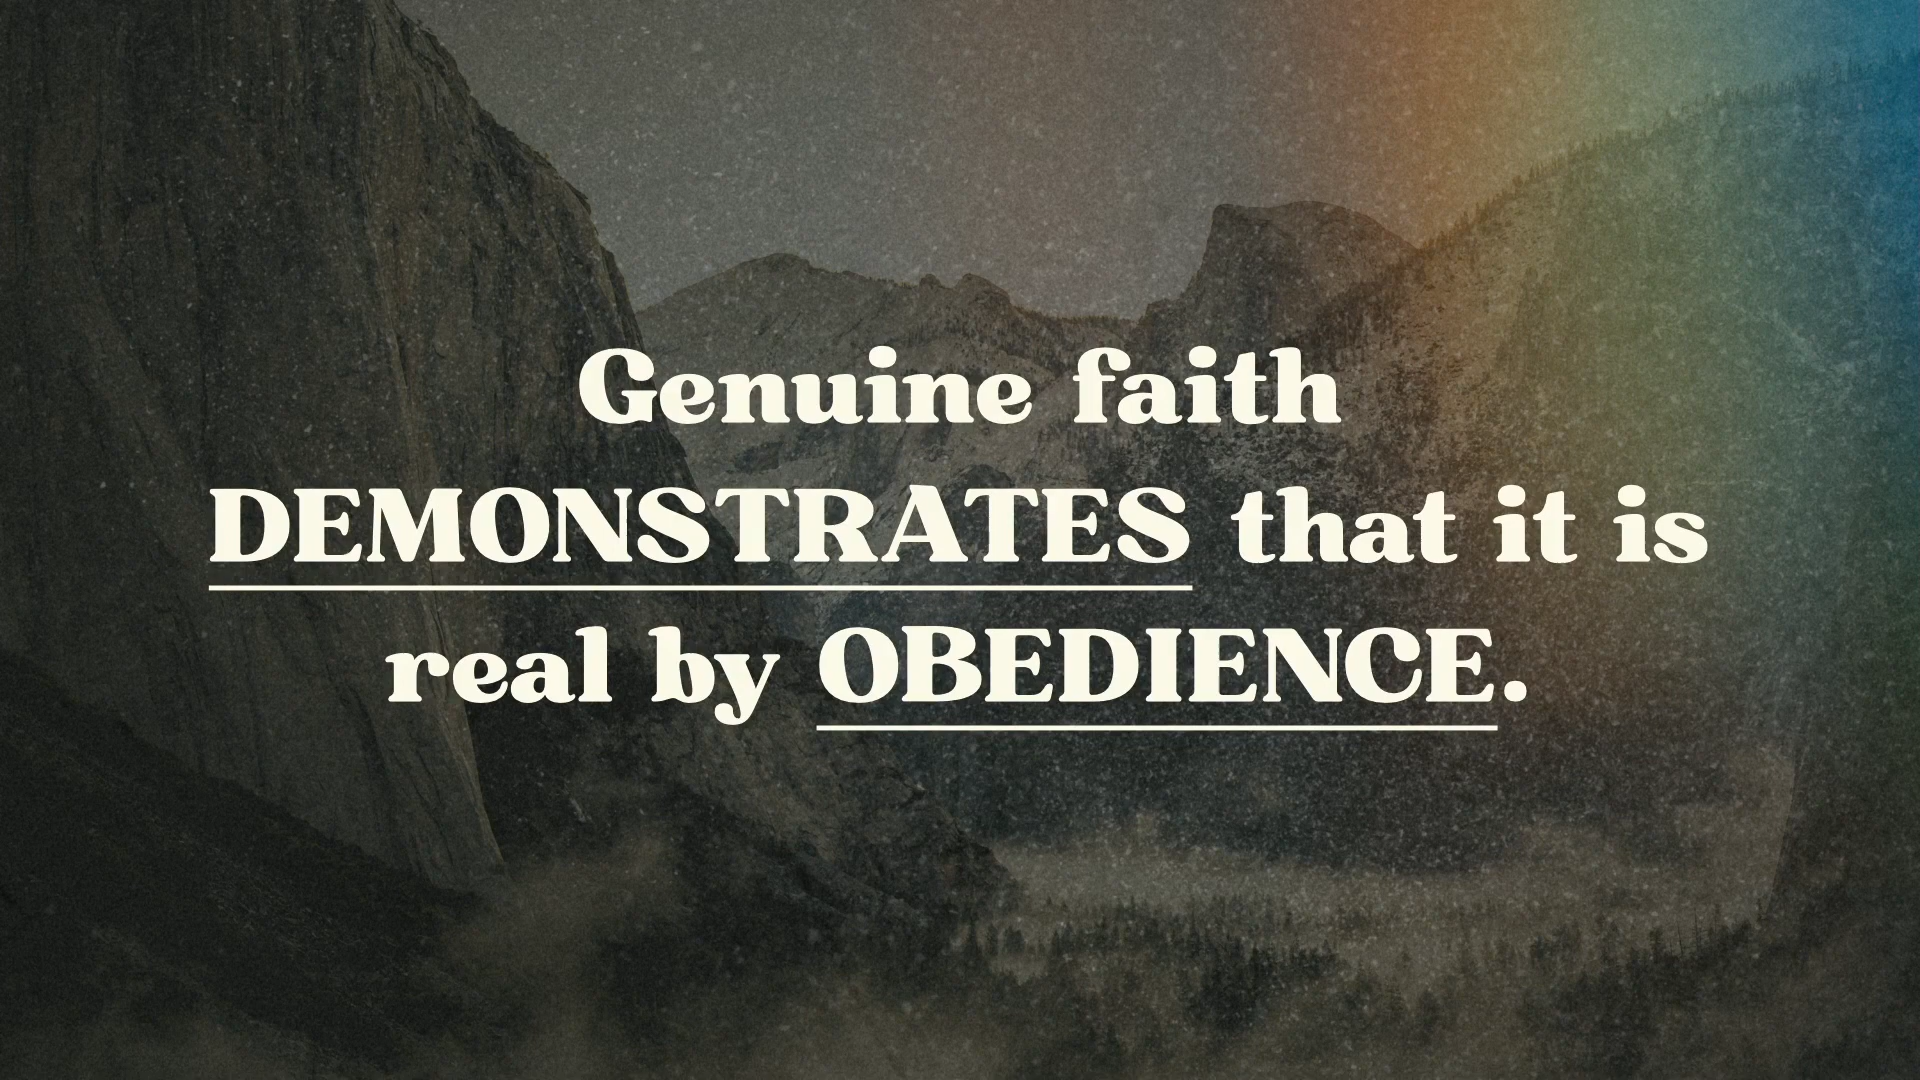 Genuine faith
DEMONSTRATES that it is
real by OBEDIENCE.